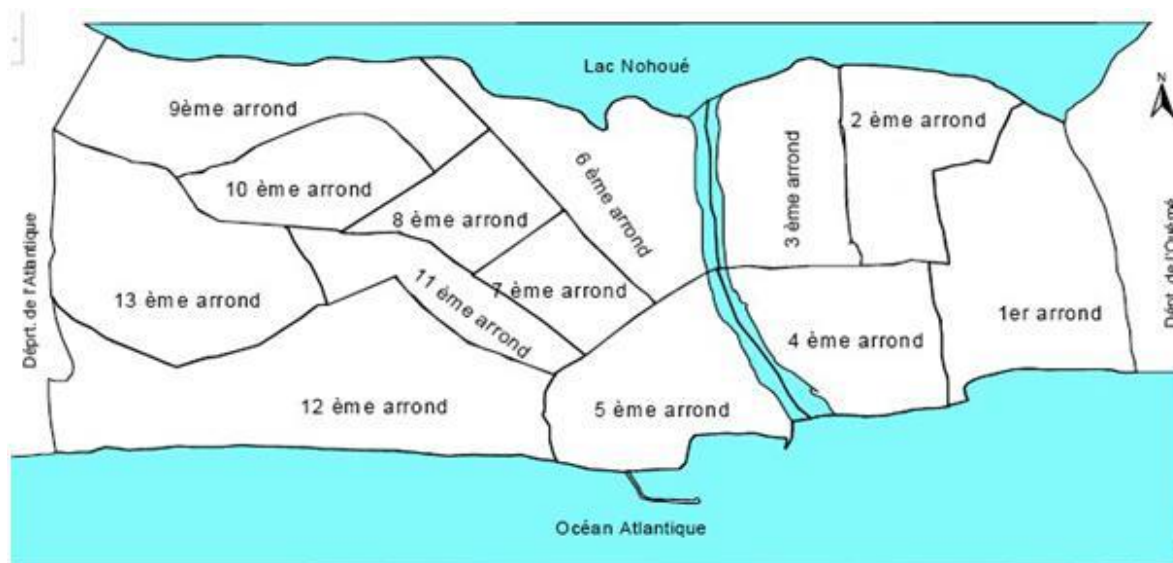 Lac Nohoué
N
9ème arrond
2 ème arrond
3 ème arrond
6 ème arrond
10 ème arrond
8 ème arrond
Déprt. de l'Atlantique
13 ème arrond
11 ème arrond
7 ème arrond
1er arrond
4 ème arrond
12 ème arrond
5 ème arrond
Océan Atlantique